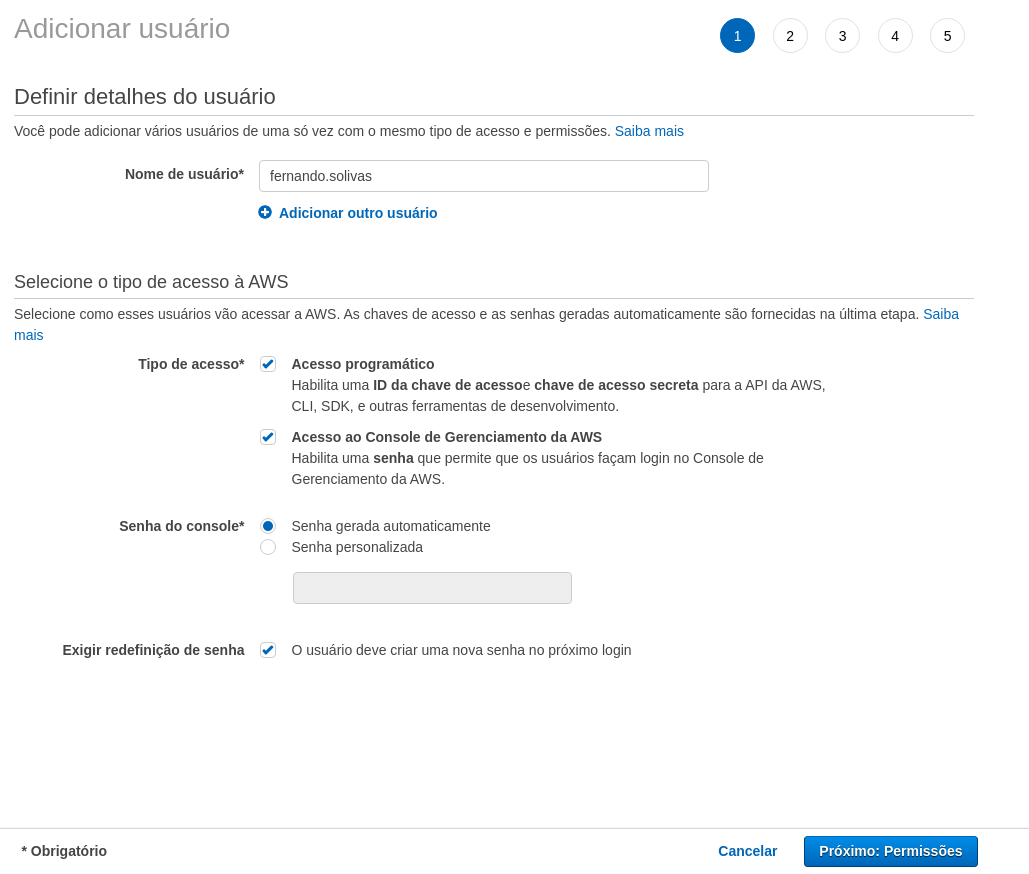 Adicionar usuário
1 2 3 4 5
Definir detalhes do usuário
Você pode adicionar vários usuários de uma só vez com o mesmo tipo de acesso e permissões. Saiba mais
Nome de usuário* fernando.solivas
Adicionar outro usuário
Selecione o tipo de acesso à AWS
Selecione como esses usuários vão acessar a AWS. As chaves de acesso e as senhas geradas automaticamente são fornecidas na última etapa. Saiba
mais
Tipo de acesso* Acesso programático
Habilita uma ID da chave de acessoe chave de acesso secreta para a API da AWS,
CLI, SDK, e outras ferramentas de desenvolvimento.
Acesso ao Console de Gerenciamento da AWS
Habilita uma senha que permite que os usuários façam login no Console de
Gerenciamento da AWS.
Senha do console* Senha gerada automaticamente
Senha personalizada
Exigir redefinição de senha O usuário deve criar uma nova senha no próximo login
* Obrigatório Cancelar Próximo: Permissões